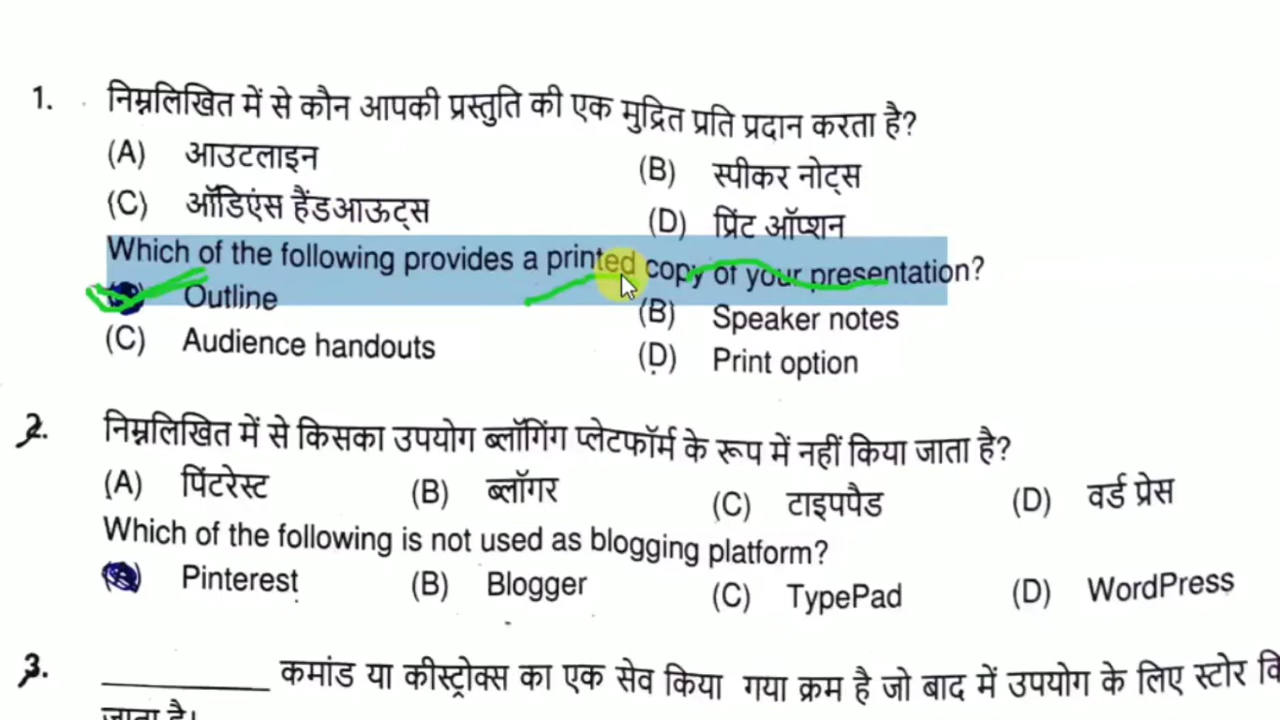 1. निम्नलिखित में से कौन आपकी प्रस्तुति की एक मुद्रित प्रति प्रदान करता है?
(A) आउटलाइन (B) स्पीकर नोट्स
(C) ऑडिएंस हैंडआऊट्स (D) प्रिंट ऑप्शन
Which of the following provides a printed copy of your presentation?
Outline (B) Speaker notes
(C) Audience handouts (D) Print option
2. निम्नलिखित में से किसका उपयोग ब्लॉगिंग प्लेटफॉर्म के रूप में नहीं किया जाता है?
(A) पिंटरेस्ट (B) ब्लॉगर (C) टाइपपैड (D) वर्ड प्रेस
Which of the following is not used as blogging platform?
Pinterest (B) Blogger (C) TypePad (D) WordPress
3. __________ कमांड या कीस्ट्रोक्स का एक सेव किया गया क्रम है जो बाद में उपयोग के लिए स्टोर
जाता है।